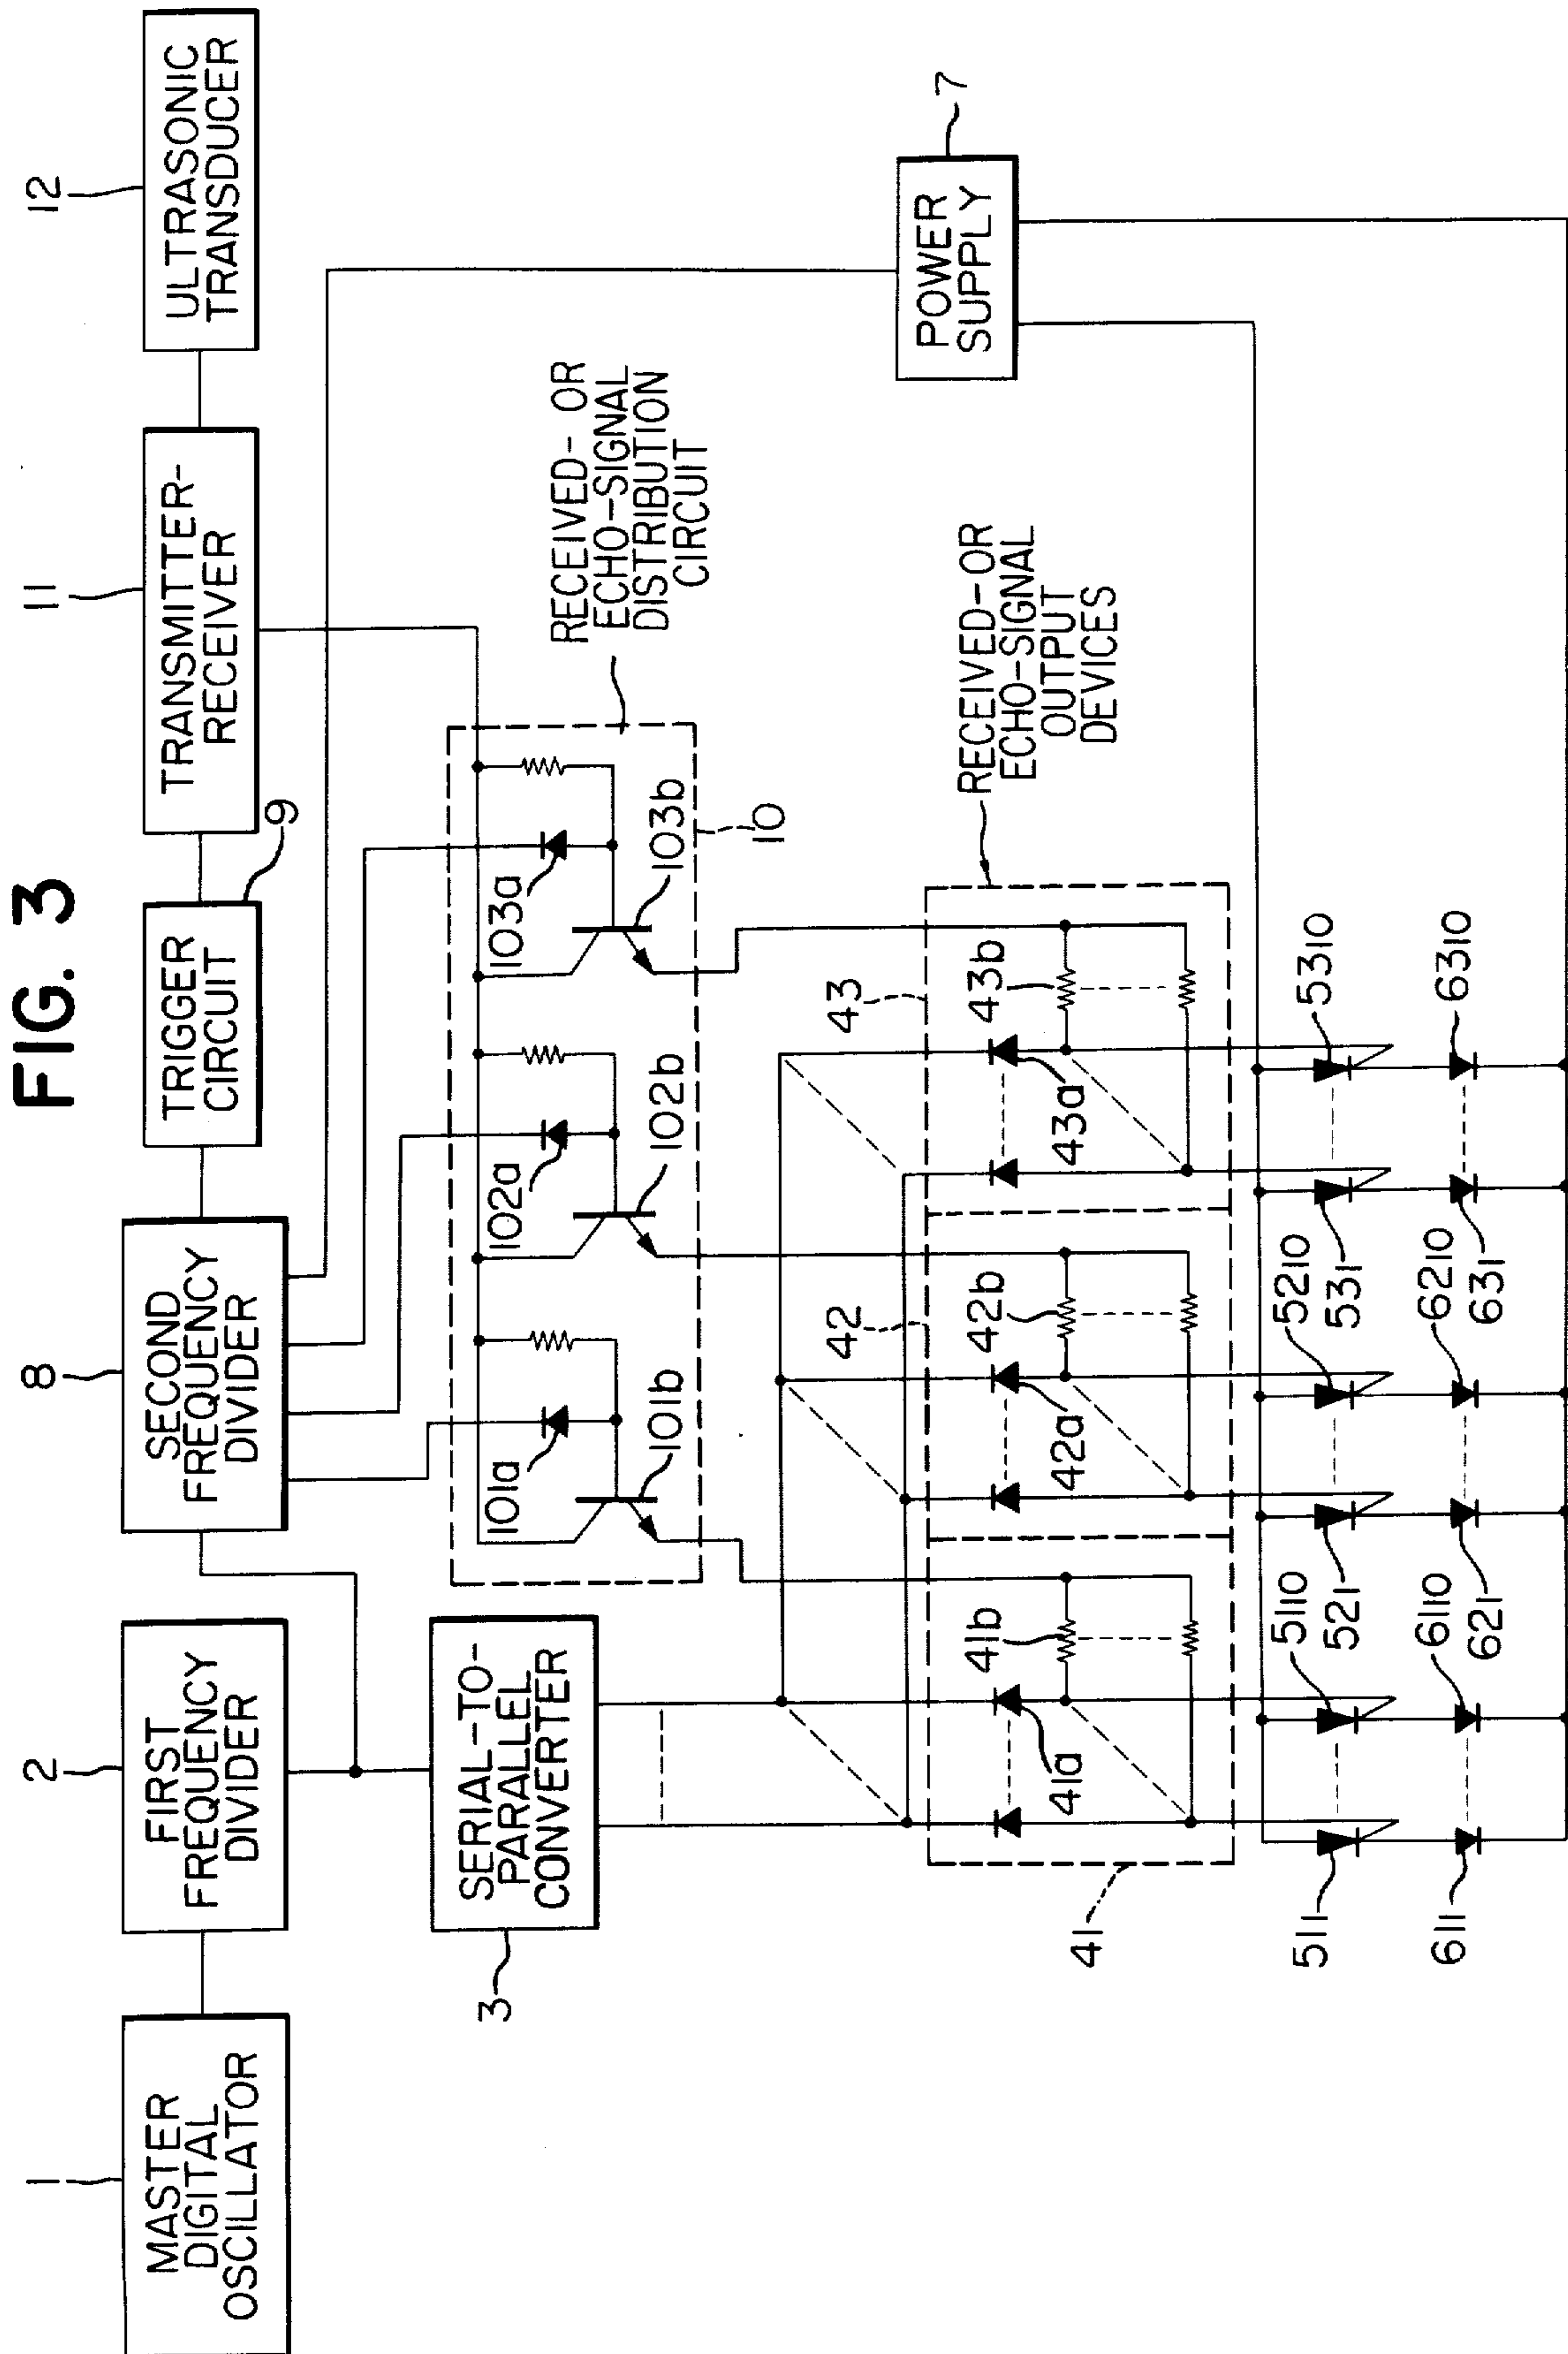 FIG. 3
1
MASTER
DIGITAL
OSCILLATOR
2
FIRST
FREQUENCY
DIVIDER
8
SECOND
FREQUENCY
DIVIDER
TRIGGER
CIRCUIT
9
11
TRANSMITTER-
RECEIVER
12
ULTRASONIC
TRANSDUCER
3
SERIAL-TO-
PARALLEL
CONVERTER
101a
101b
102a
102b
103a
103b
10
RECEIVED- OR
ECHO-SIGNAL
DISTRIBUTION
CIRCUIT
7
POWER
SUPPLY
RECEIVED-OR
ECHO-SIGNAL
OUTPUT
DEVICES
41
41a
41b
42
42a
42b
43
43a
43b
511
5110
521
5210
531
5310
611
6110
621
6210
631
6310